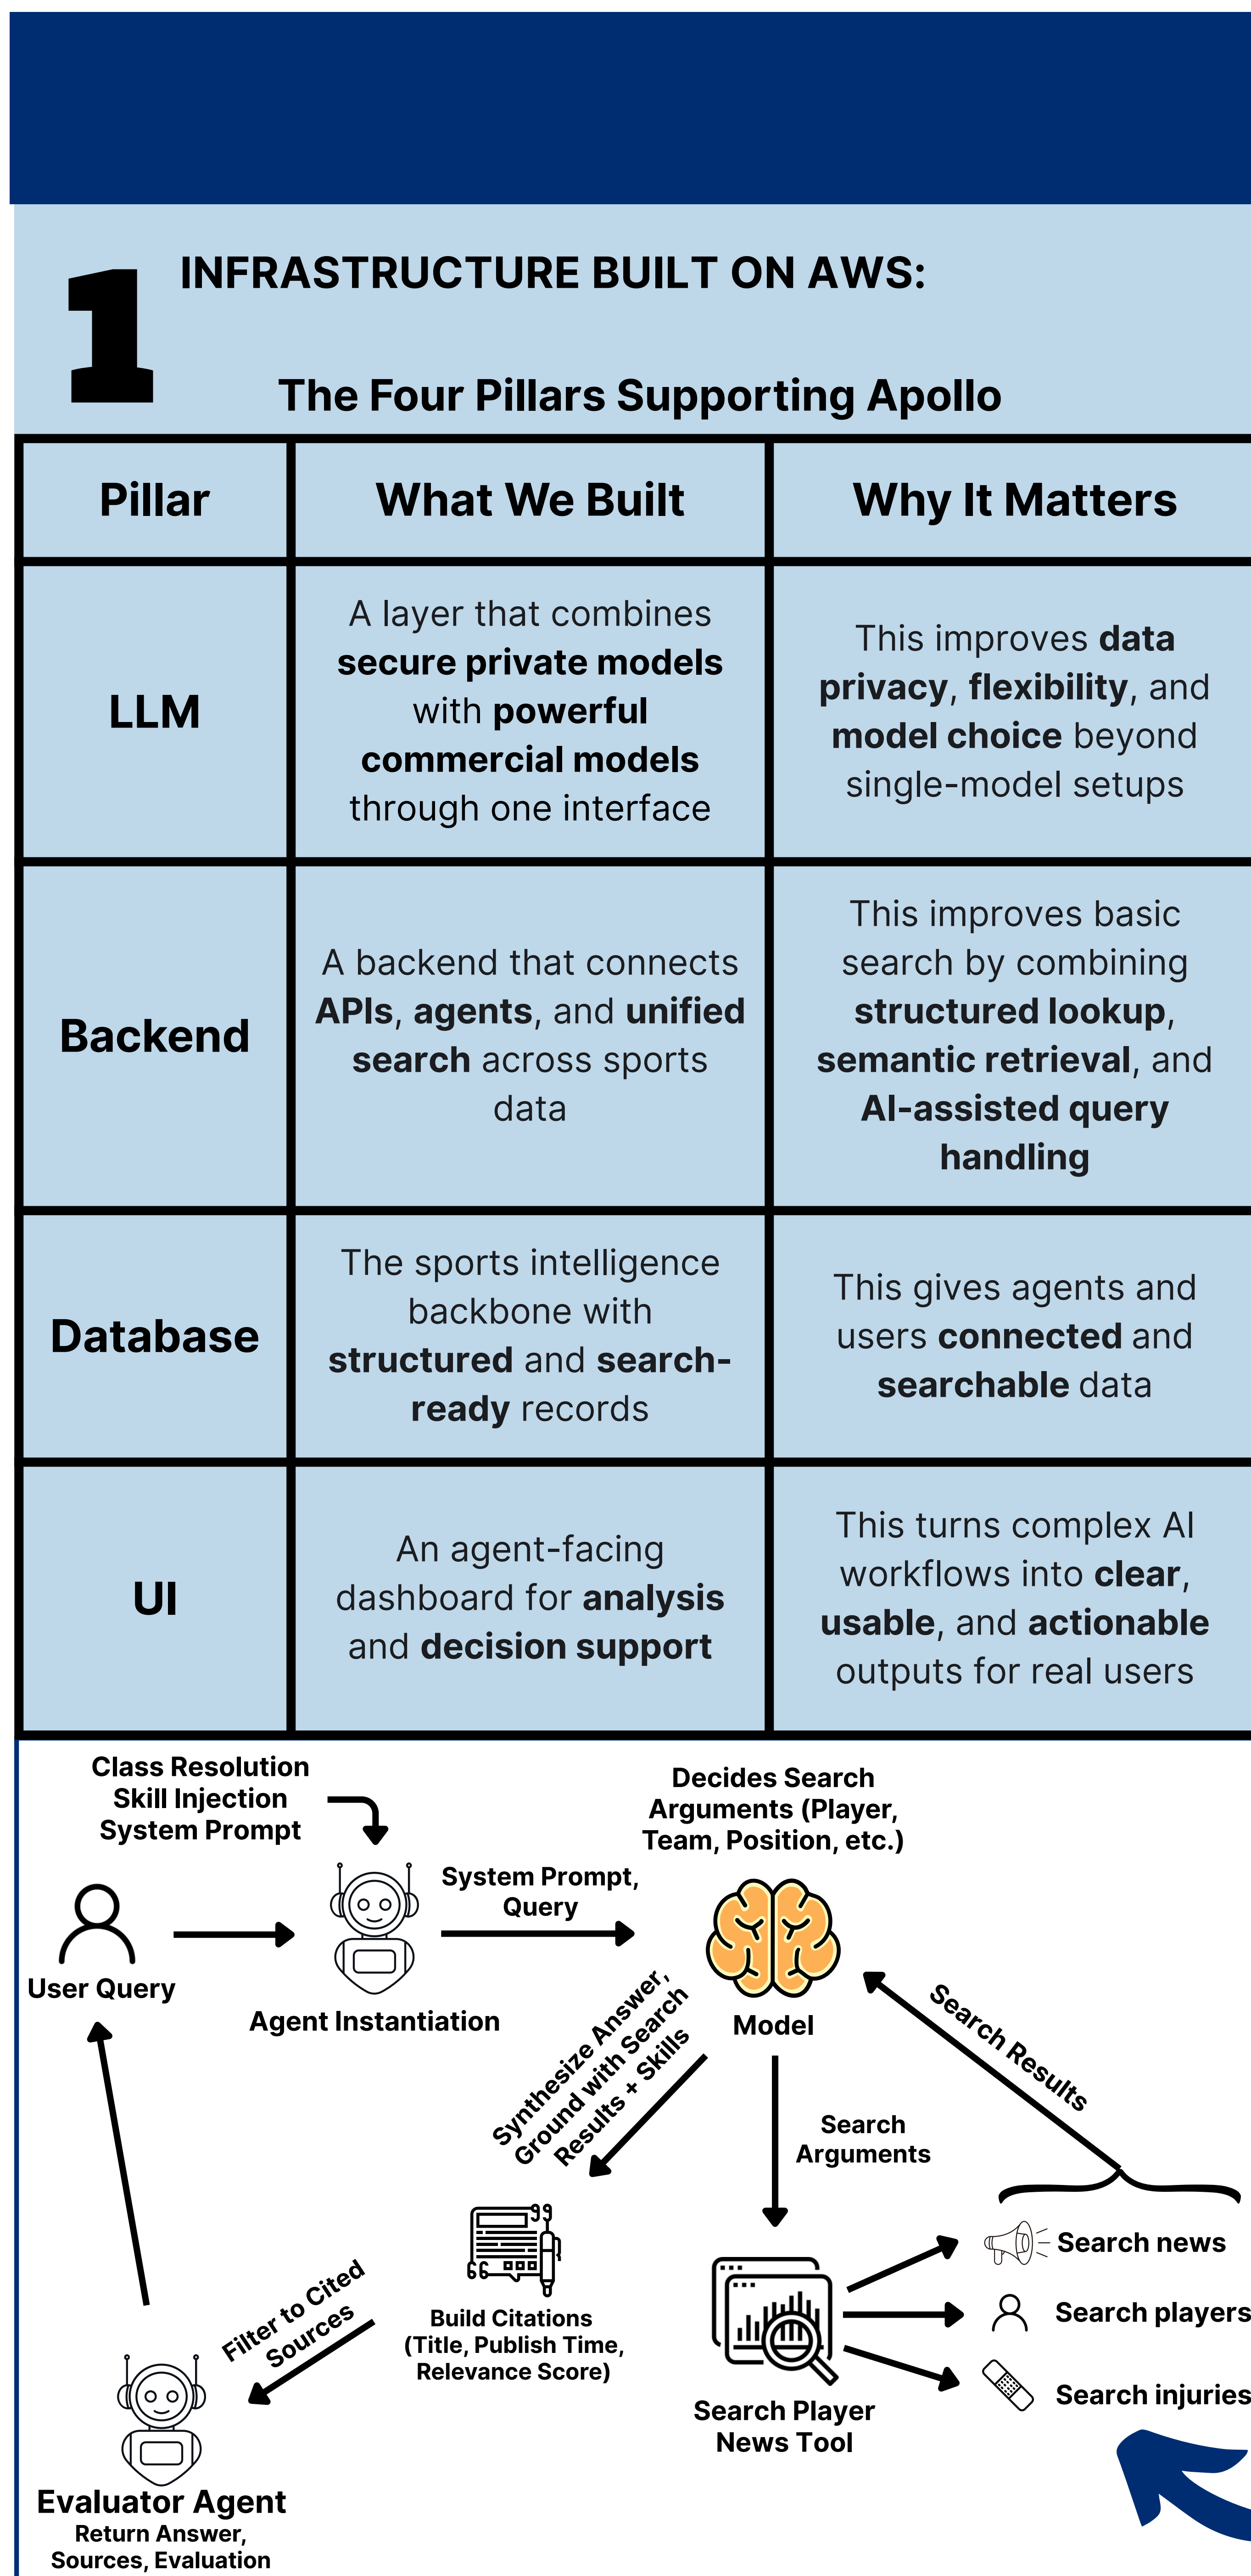 1
INFRASTRUCTURE BUILT ON AWS:
The Four Pillars Supporting Apollo
Pillar
What We Built
Why It Matters
LLM
A layer that combines
secure private models
with powerful
commercial models
through one interface
This improves data
privacy, flexibility, and
model choice beyond
single-model setups
Backend
A backend that connects
APIs, agents, and unified
search across sports
data
This improves basic
search by combining
structured lookup,
semantic retrieval, and
AI-assisted query
handling
Database
The sports intelligence
backbone with
structured and search-
ready records
This gives agents and
users connected and
searchable data
UI
An agent-facing
dashboard for analysis
and decision support
This turns complex AI
workflows into clear,
usable, and actionable
outputs for real users
Class Resolution
Skill Injection
System Prompt
User Query
Agent Instantiation
System Prompt,
Query
Decides Search
Arguments (Player,
Team, Position, etc.)
Model
Synthesize Answer,
Ground with Search
Results + Skills
Search
Arguments
Search Results
Search news
Search players
Search injuries
Search Player
News Tool
Build Citations
(Title, Publish Time,
Relevance Score)
Filter to Cited
Sources
Evaluator Agent
Return Answer,
Sources, Evaluation